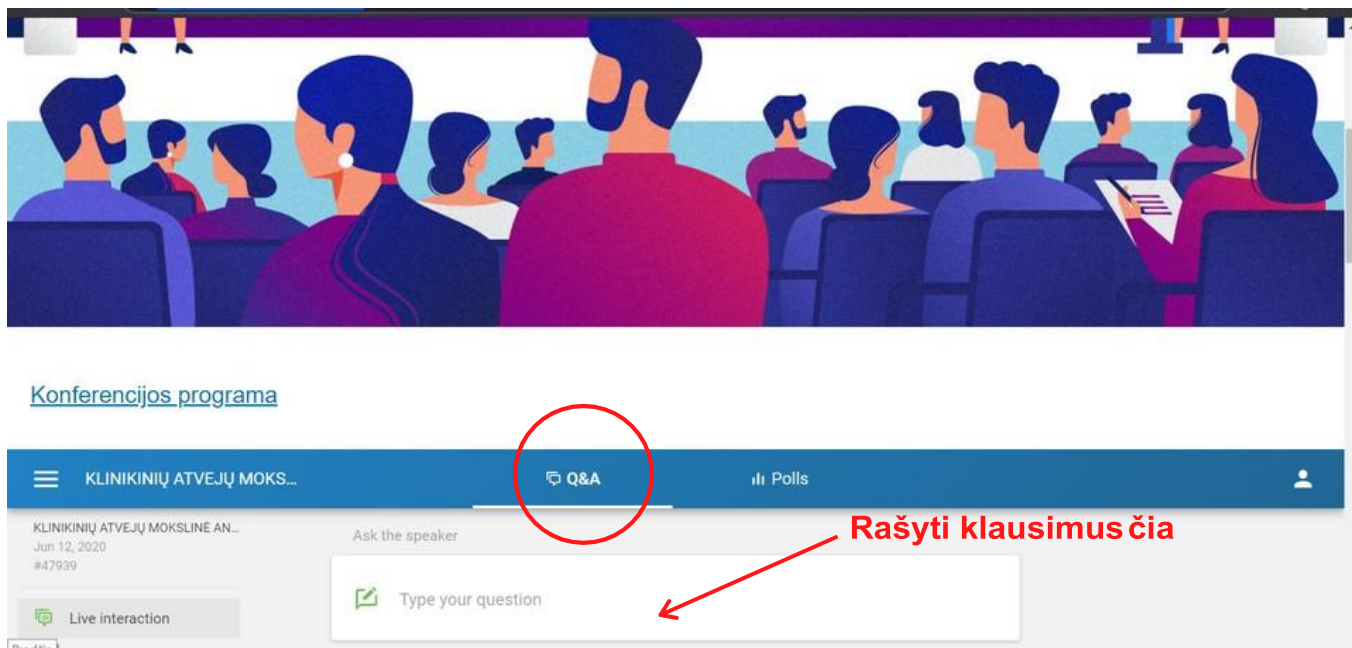 Konferencijos programa
KLINIKINIŲ ATVEJŲ MOKS...
Q&A
Polls
KLINIKINIŲ ATVEJŲ MOKSLINĖ AN...
Jun 12, 2020
#47939
Ask the speaker
Rašyti klausimus čia
Type your question
Live interaction